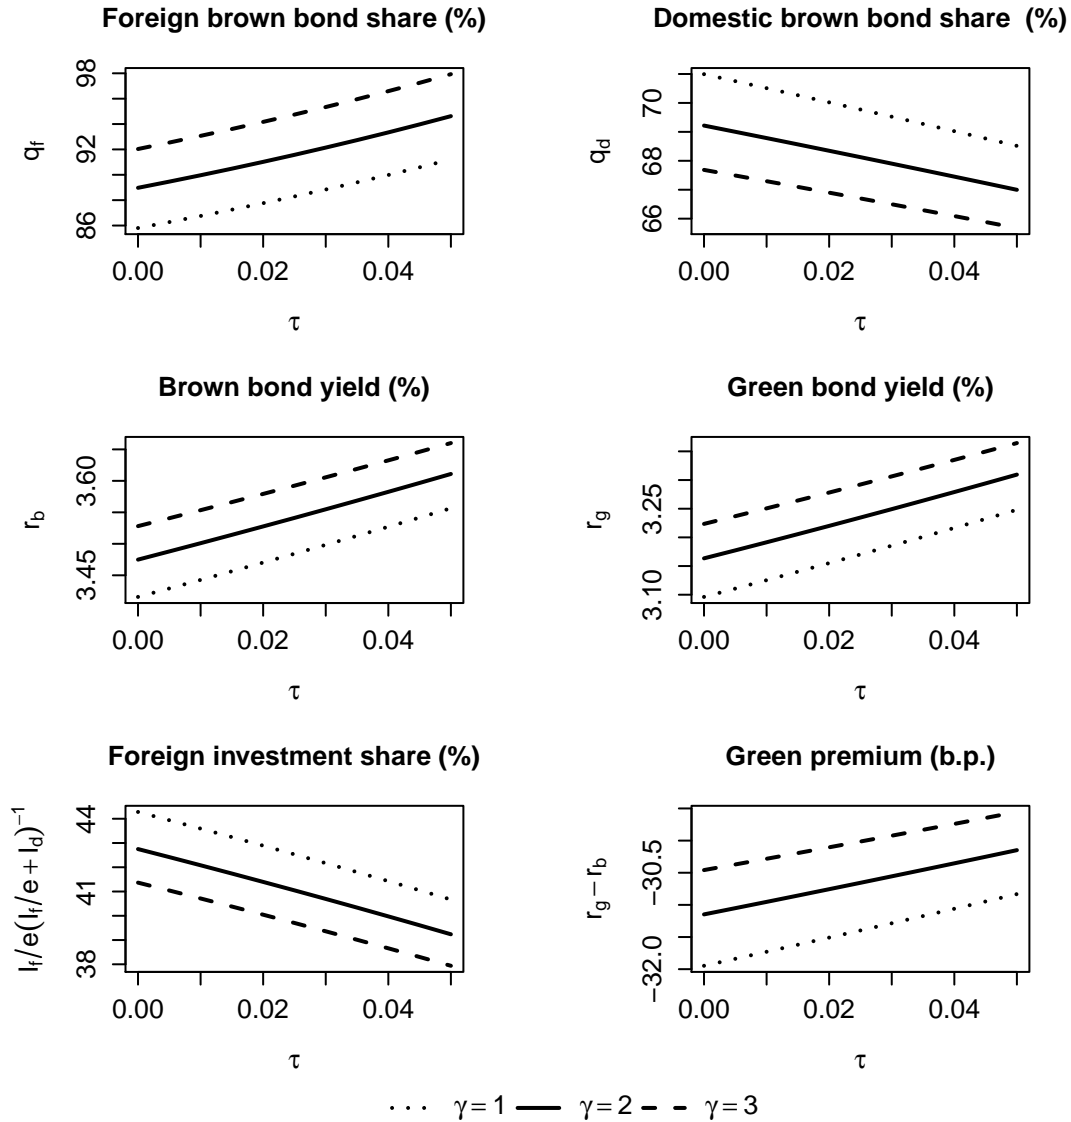 Foreign brown bond share (%)
q_f
98
92
86
0.00 0.02 0.04
τ
Domestic brown bond share (%)
q_d
70
68
66
0.00 0.02 0.04
τ
Brown bond yield (%)
r_b
3.60
3.45
0.00 0.02 0.04
τ
Green bond yield (%)
r_g
3.25
3.10
0.00 0.02 0.04
τ
Foreign investment share (%)
I_f/e(I_f/e + I_d)^−1
44
41
38
0.00 0.02 0.04
τ
Green premium (b.p.)
r_g − r_b
−30.5
−32.0
0.00 0.02 0.04
τ
γ = 1 γ = 2 γ = 3